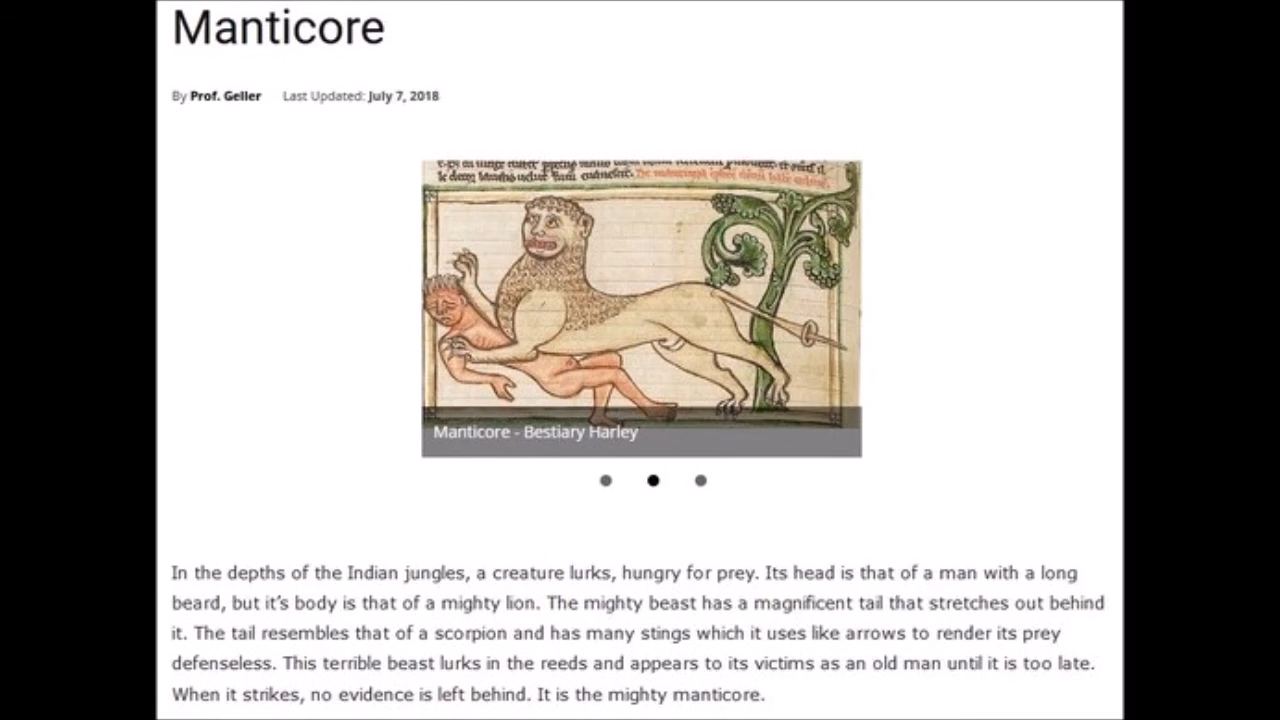 Manticore
By Prof. Geller Last Updated: July 7, 2018
Manticore - Bestiary Harley
In the depths of the Indian jungles, a creature lurks, hungry for prey. Its head is that of a man with a long
beard, but it’s body is that of a mighty lion. The mighty beast has a magnificent tail that stretches out behind
it. The tail resembles that of a scorpion and has many stings which it uses like arrows to render its prey
defenseless. This terrible beast lurks in the reeds and appears to its victims as an old man until it is too late.
When it strikes, no evidence is left behind. It is the mighty manticore.